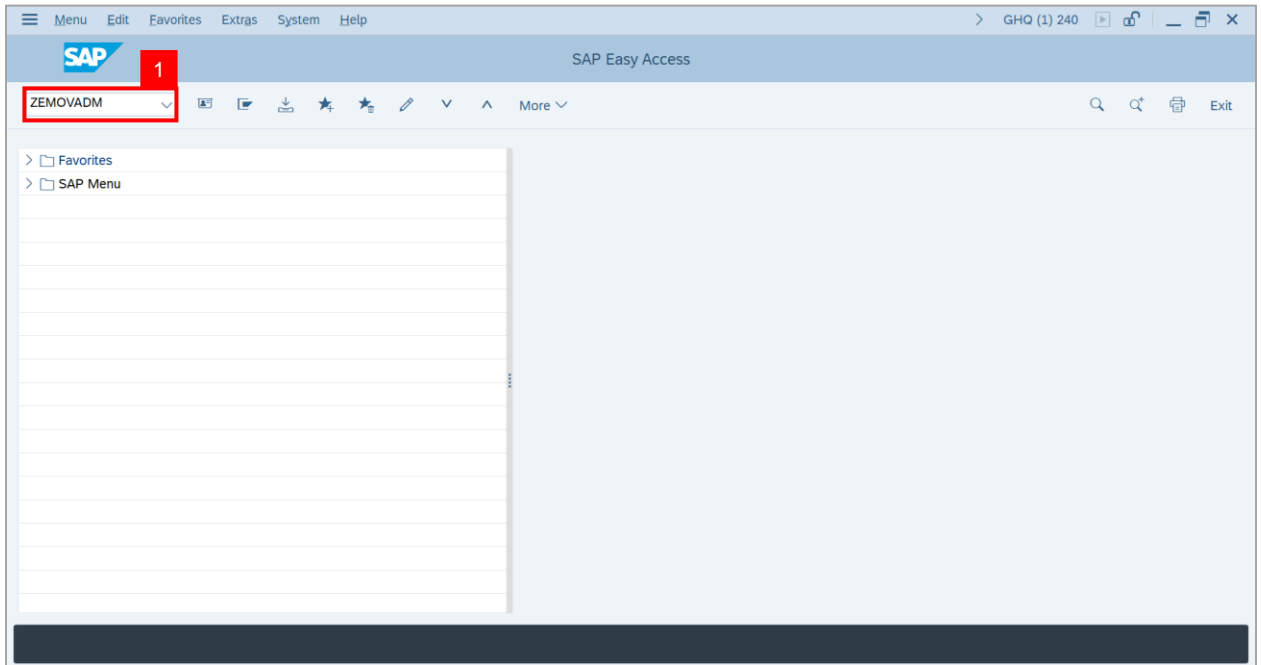 Menu Edit Favorites Extras System Help GHQ (1) 240
SAP SAP Easy Access
1
ZEMOVADM More Exit
Favorites
SAP Menu